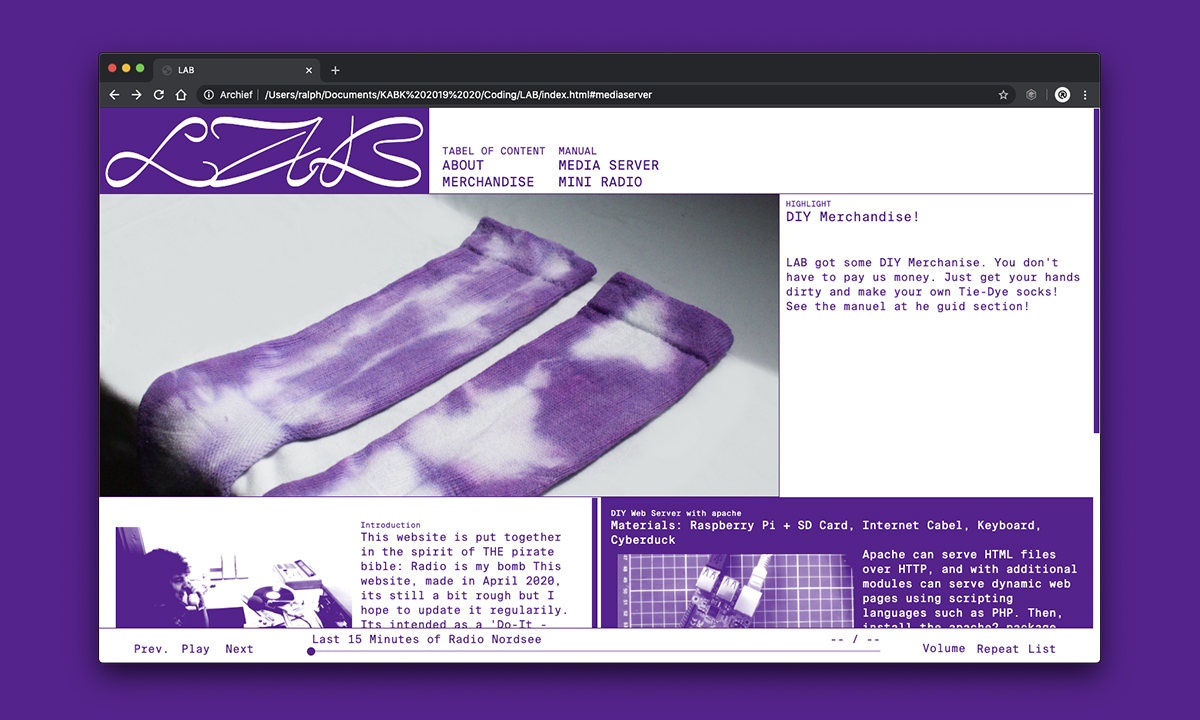 LAB
Archief
/Users/ralph/Documents/KABK%202019%2020/Coding/LAB/index.html#mediaserver
LAB
TABEL OF CONTENT
ABOUT
MERCHANDISE
MANUAL
MEDIA SERVER
MINI RADIO
HIGHLIGHT
DIY Merchandise!
LAB got some DIY Merchanise. You don't
have to pay us money. Just get your hands
dirty and make your own Tie-Dye socks!
See the manuel at he guid section!
Introduction
This website is put together
in the spirit of THE pirate
bible: Radio is my bomb This
website, made in April 2020,
its still a bit rough but I
hope to update it regularily.
Its intended as a 'Do-It -
DIY Web Server with apache
Materials: Raspberry Pi + SD Card, Internet Cabel, Keyboard,
Cyberduck
Apache can serve HTML files
over HTTP, and with additional
modules can serve dynamic web
pages using scripting
languages such as PHP. Then,
install the apache2 package
Prev. Play Next
Last 15 Minutes of Radio Nordsee
-- / --
Volume Repeat List